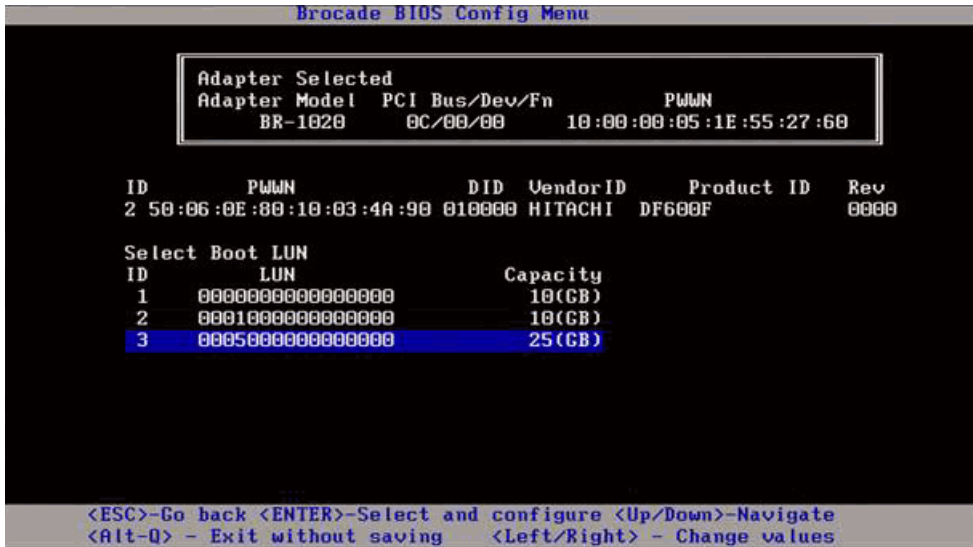 Brocade BIOS Config Menu
Adapter Selected
Adapter Model PCI Bus/Dev/Fn PWWN
BR-1020 0C/00/00 10:00:00:05:1E:55:27:60
ID PWWN DID VendorID Product ID Rev
2 50:06:0E:80:10:03:4A:90 010000 HITACHI DF600F 0000
Select Boot LUN
ID LUN Capacity
1 0000000000000000 10(GB)
2 0001000000000000 10(GB)
3 0005000000000000 25(GB)
<ESC>-Go back <ENTER>-Select and configure <Up/Down>-Navigate
<Alt-Q> - Exit without saving <Left/Right> - Change values